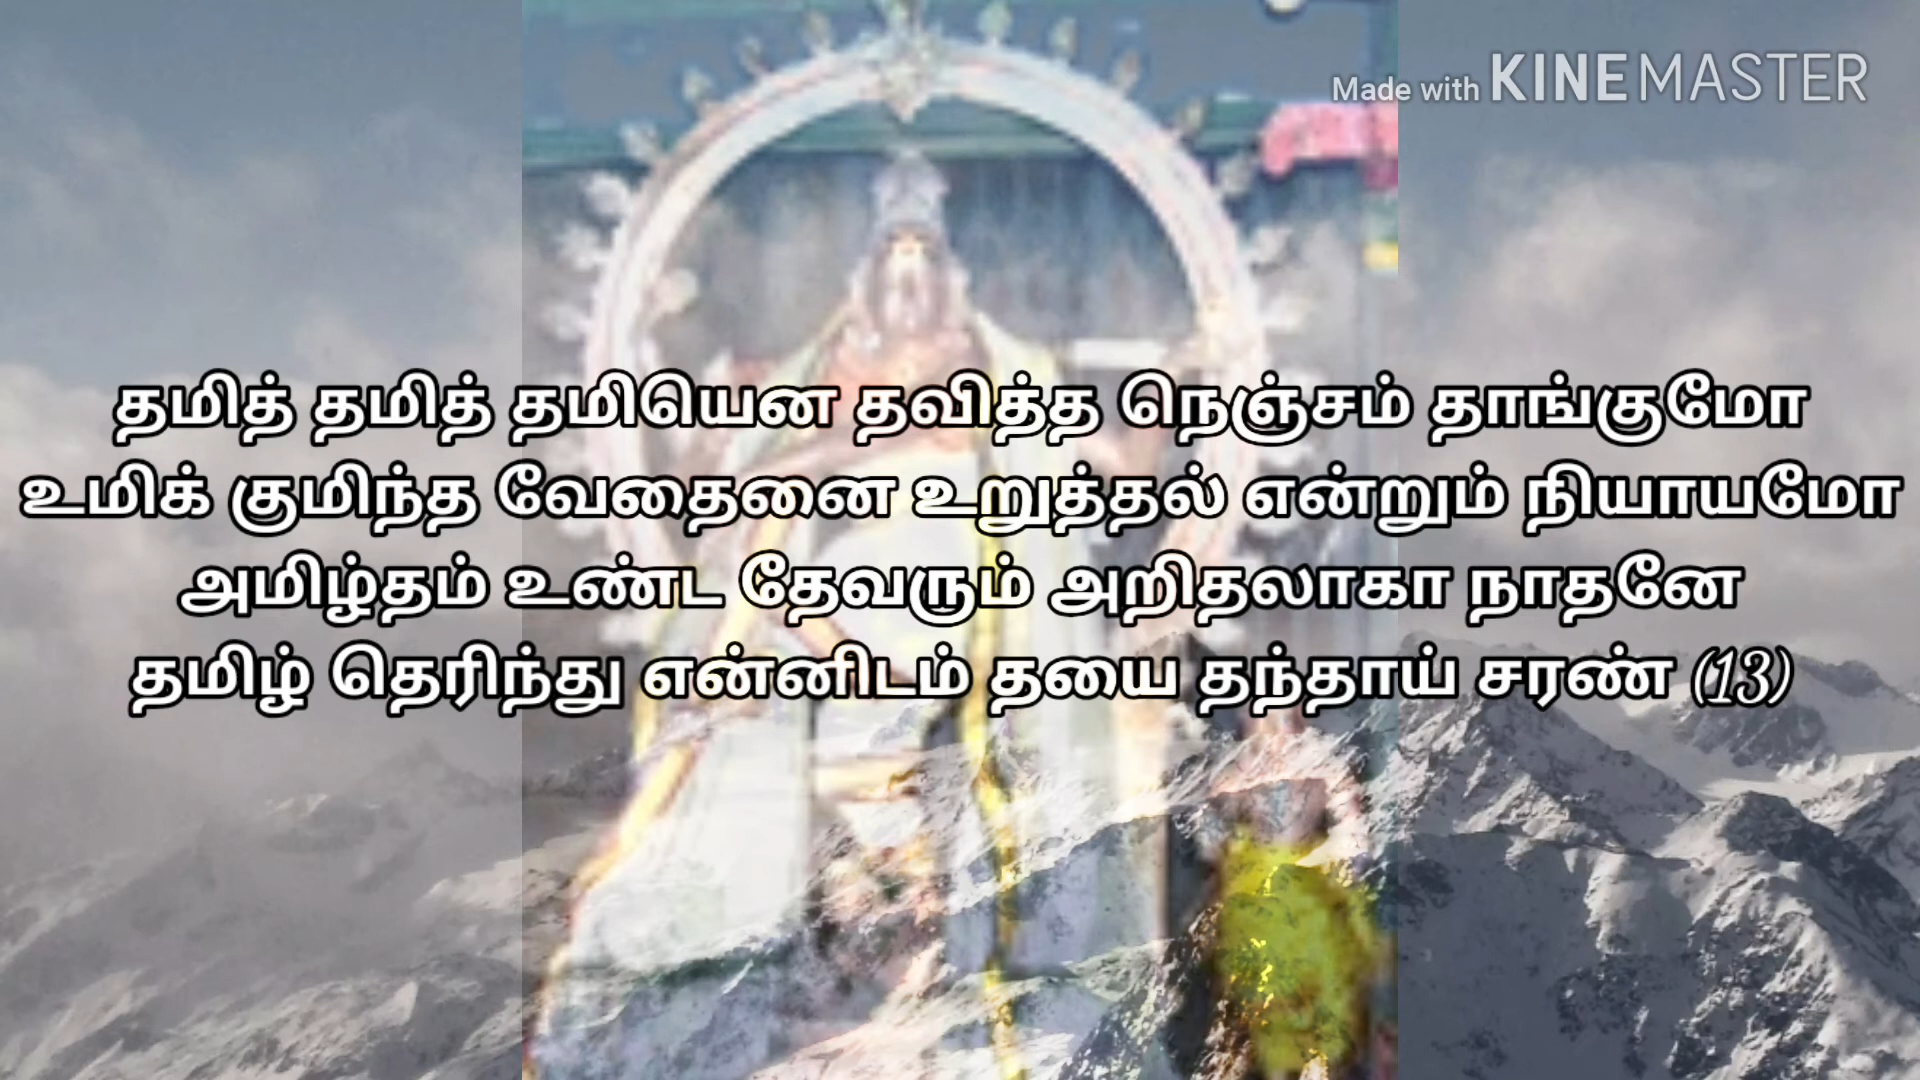 Made with KINEMASTER
தமித் தமித் தமியென தவித்த நெஞ்சம் தாங்குமோ
உமிக் குமிந்த வேதைனை உறுத்தல் என்றும் நியாயமோ
அமிழ்தம் உண்ட தேவரும் அறிதலாகா நாதனே
தமிழ் தெரிந்து என்னிடம் தயை தந்தாய் சரண் (13)